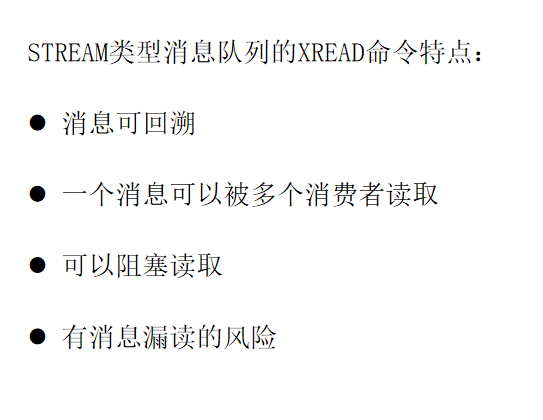 STREAM类型消息队列的XREAD命令特点：
● 消息可回溯
● 一个消息可以被多个消费者读取
● 可以阻塞读取
● 有消息漏读的风险